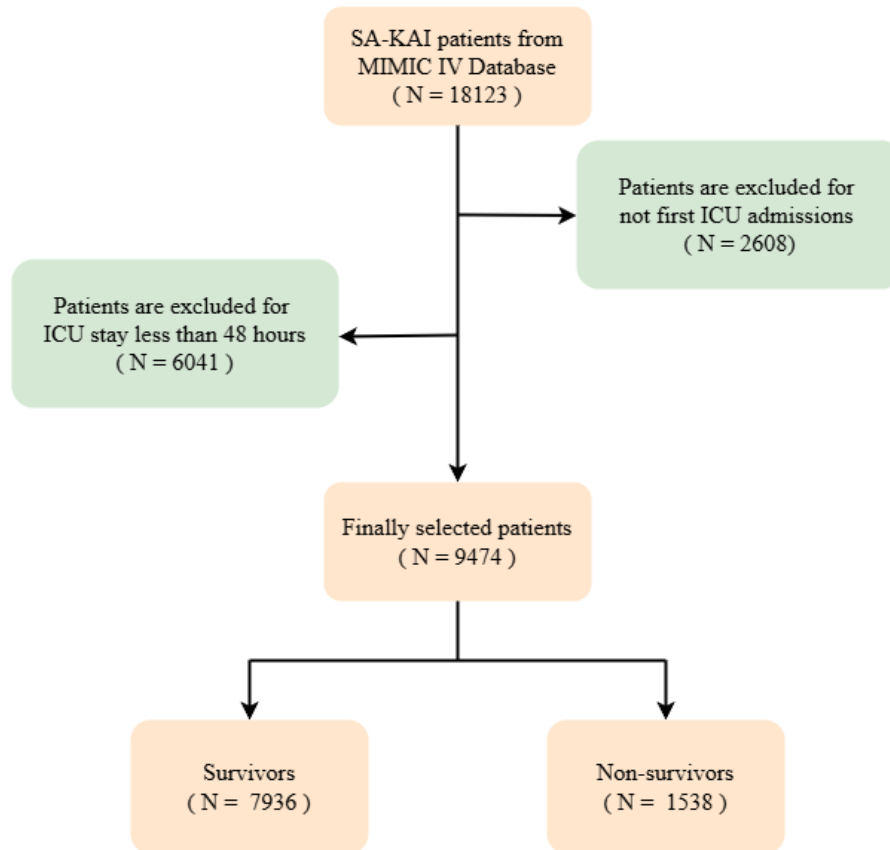 SA-KAI patients from
MIMIC IV Database
( N = 18123 )
Patients are excluded for
not first ICU admissions
( N = 2608)
Patients are excluded for
ICU stay less than 48 hours
( N = 6041 )
Finally selected patients
( N = 9474 )
Survivors
( N =  7936 )
Non-survivors
( N =  1538 )